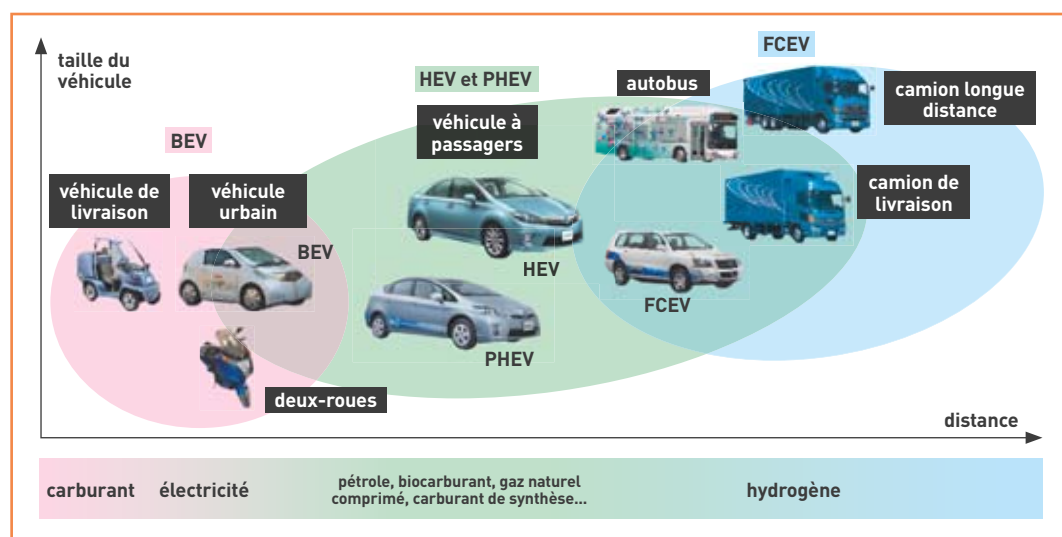 taille du
véhicule
FCEV
HEV et PHEV
autobus
camion longue
distance
véhicule à
passagers
BEV
véhicule de
livraison
véhicule
urbain
camion de
livraison
BEV
HEV
FCEV
PHEV
deux-roues
distance
carburant
électricité
pétrole, biocarburant, gaz naturel
comprimé, carburant de synthèse...
hydrogène